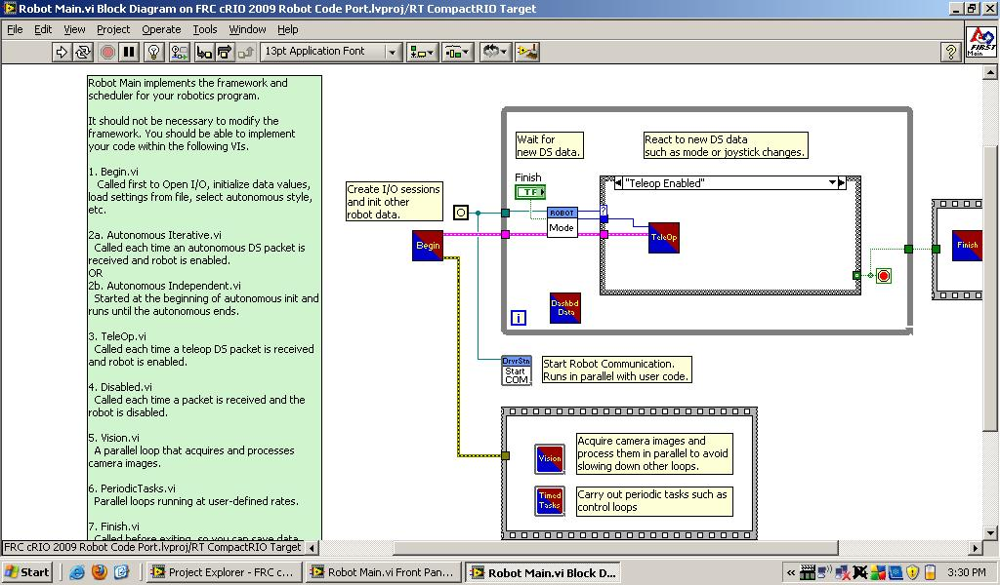 Robot Main.vi Block Diagram on FRC cRIO 2009 Robot Code Port.lvproj/RT CompactRIO Target
File Edit View Project Operate Tools Window Help
13pt Application Font
?
FIRST
Main
Robot Main implements the framework and
scheduler for your robotics program.
It should not be necessary to modify the
framework. You should be able to implement
your code within the following VIs.
1. Begin.vi
Called first to Open I/O, initialize data values,
load settings from file, select autonomous style,
etc.
2a. Autonomous Iterative.vi
Called each time an autonomous DS packet is
received and robot is enabled.
OR
2b. Autonomous Independent.vi
Started at the beginning of autonomous init and
runs until the autonomous ends.
3. TeleOp.vi
Called each time a teleop DS packet is received
and robot is enabled.
4. Disabled.vi
Called each time a packet is received and the
robot is disabled.
5. Vision.vi
A parallel loop that acquires and processes
camera images.
6. PeriodicTasks.vi
Parallel loops running at user-defined rates.
7. Finish.vi
Called before exiting, so you can save data
Create I/O sessions
and init other
robot data.
Begin
Wait for
new DS data.
React to new DS data
such as mode or joystick changes.
Finish
TF
"Teleop Enabled"
ROBOT
Mode
?
TeleOp
Dashbd
Data
i
Finish
DrvrStn
Start
COM
Start Robot Communication.
Runs in parallel with user code.
Vision
Acquire camera images and
process them in parallel to avoid
slowing down other loops.
Timed
Tasks
Carry out periodic tasks such as
control loops
FRC cRIO 2009 Robot Code Port.lvproj/RT CompactRIO Target
Start
Project Explorer - FRC c...
Robot Main.vi Front Pan...
Robot Main.vi Block D...
3:30 PM